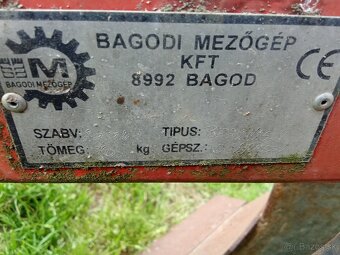 BAGODI MEZŐGÉP
KFT
8992 BAGOD
CE
M
BAGODI MEZŐGÉP
SZABV: TIPUS:
TÖMEG: kg GÉPSZ.: